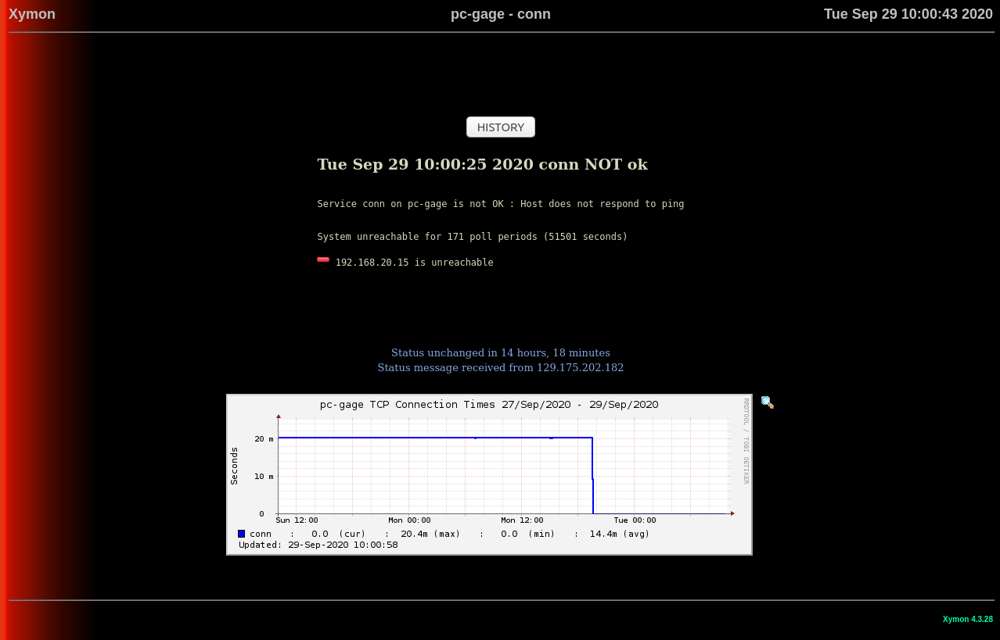 Xymon
pc-gage - conn
Tue Sep 29 10:00:43 2020
HISTORY
Tue Sep 29 10:00:25 2020 conn NOT ok
Service conn on pc-gage is not OK : Host does not respond to ping
System unreachable for 171 poll periods (51501 seconds)
192.168.20.15 is unreachable
Status unchanged in 14 hours, 18 minutes
Status message received from 129.175.202.182
pc-gage TCP Connection Times 27/Sep/2020 - 29/Sep/2020
RRDTOOL / TOBI OETIKER
Seconds
20 m
10 m
0
Sun 12:00 Mon 00:00 Mon 12:00 Tue 00:00
conn : 0.0 (cur) : 20.4m (max) : 0.0 (min) : 14.4m (avg)
Updated: 29-Sep-2020 10:00:58
Xymon 4.3.28